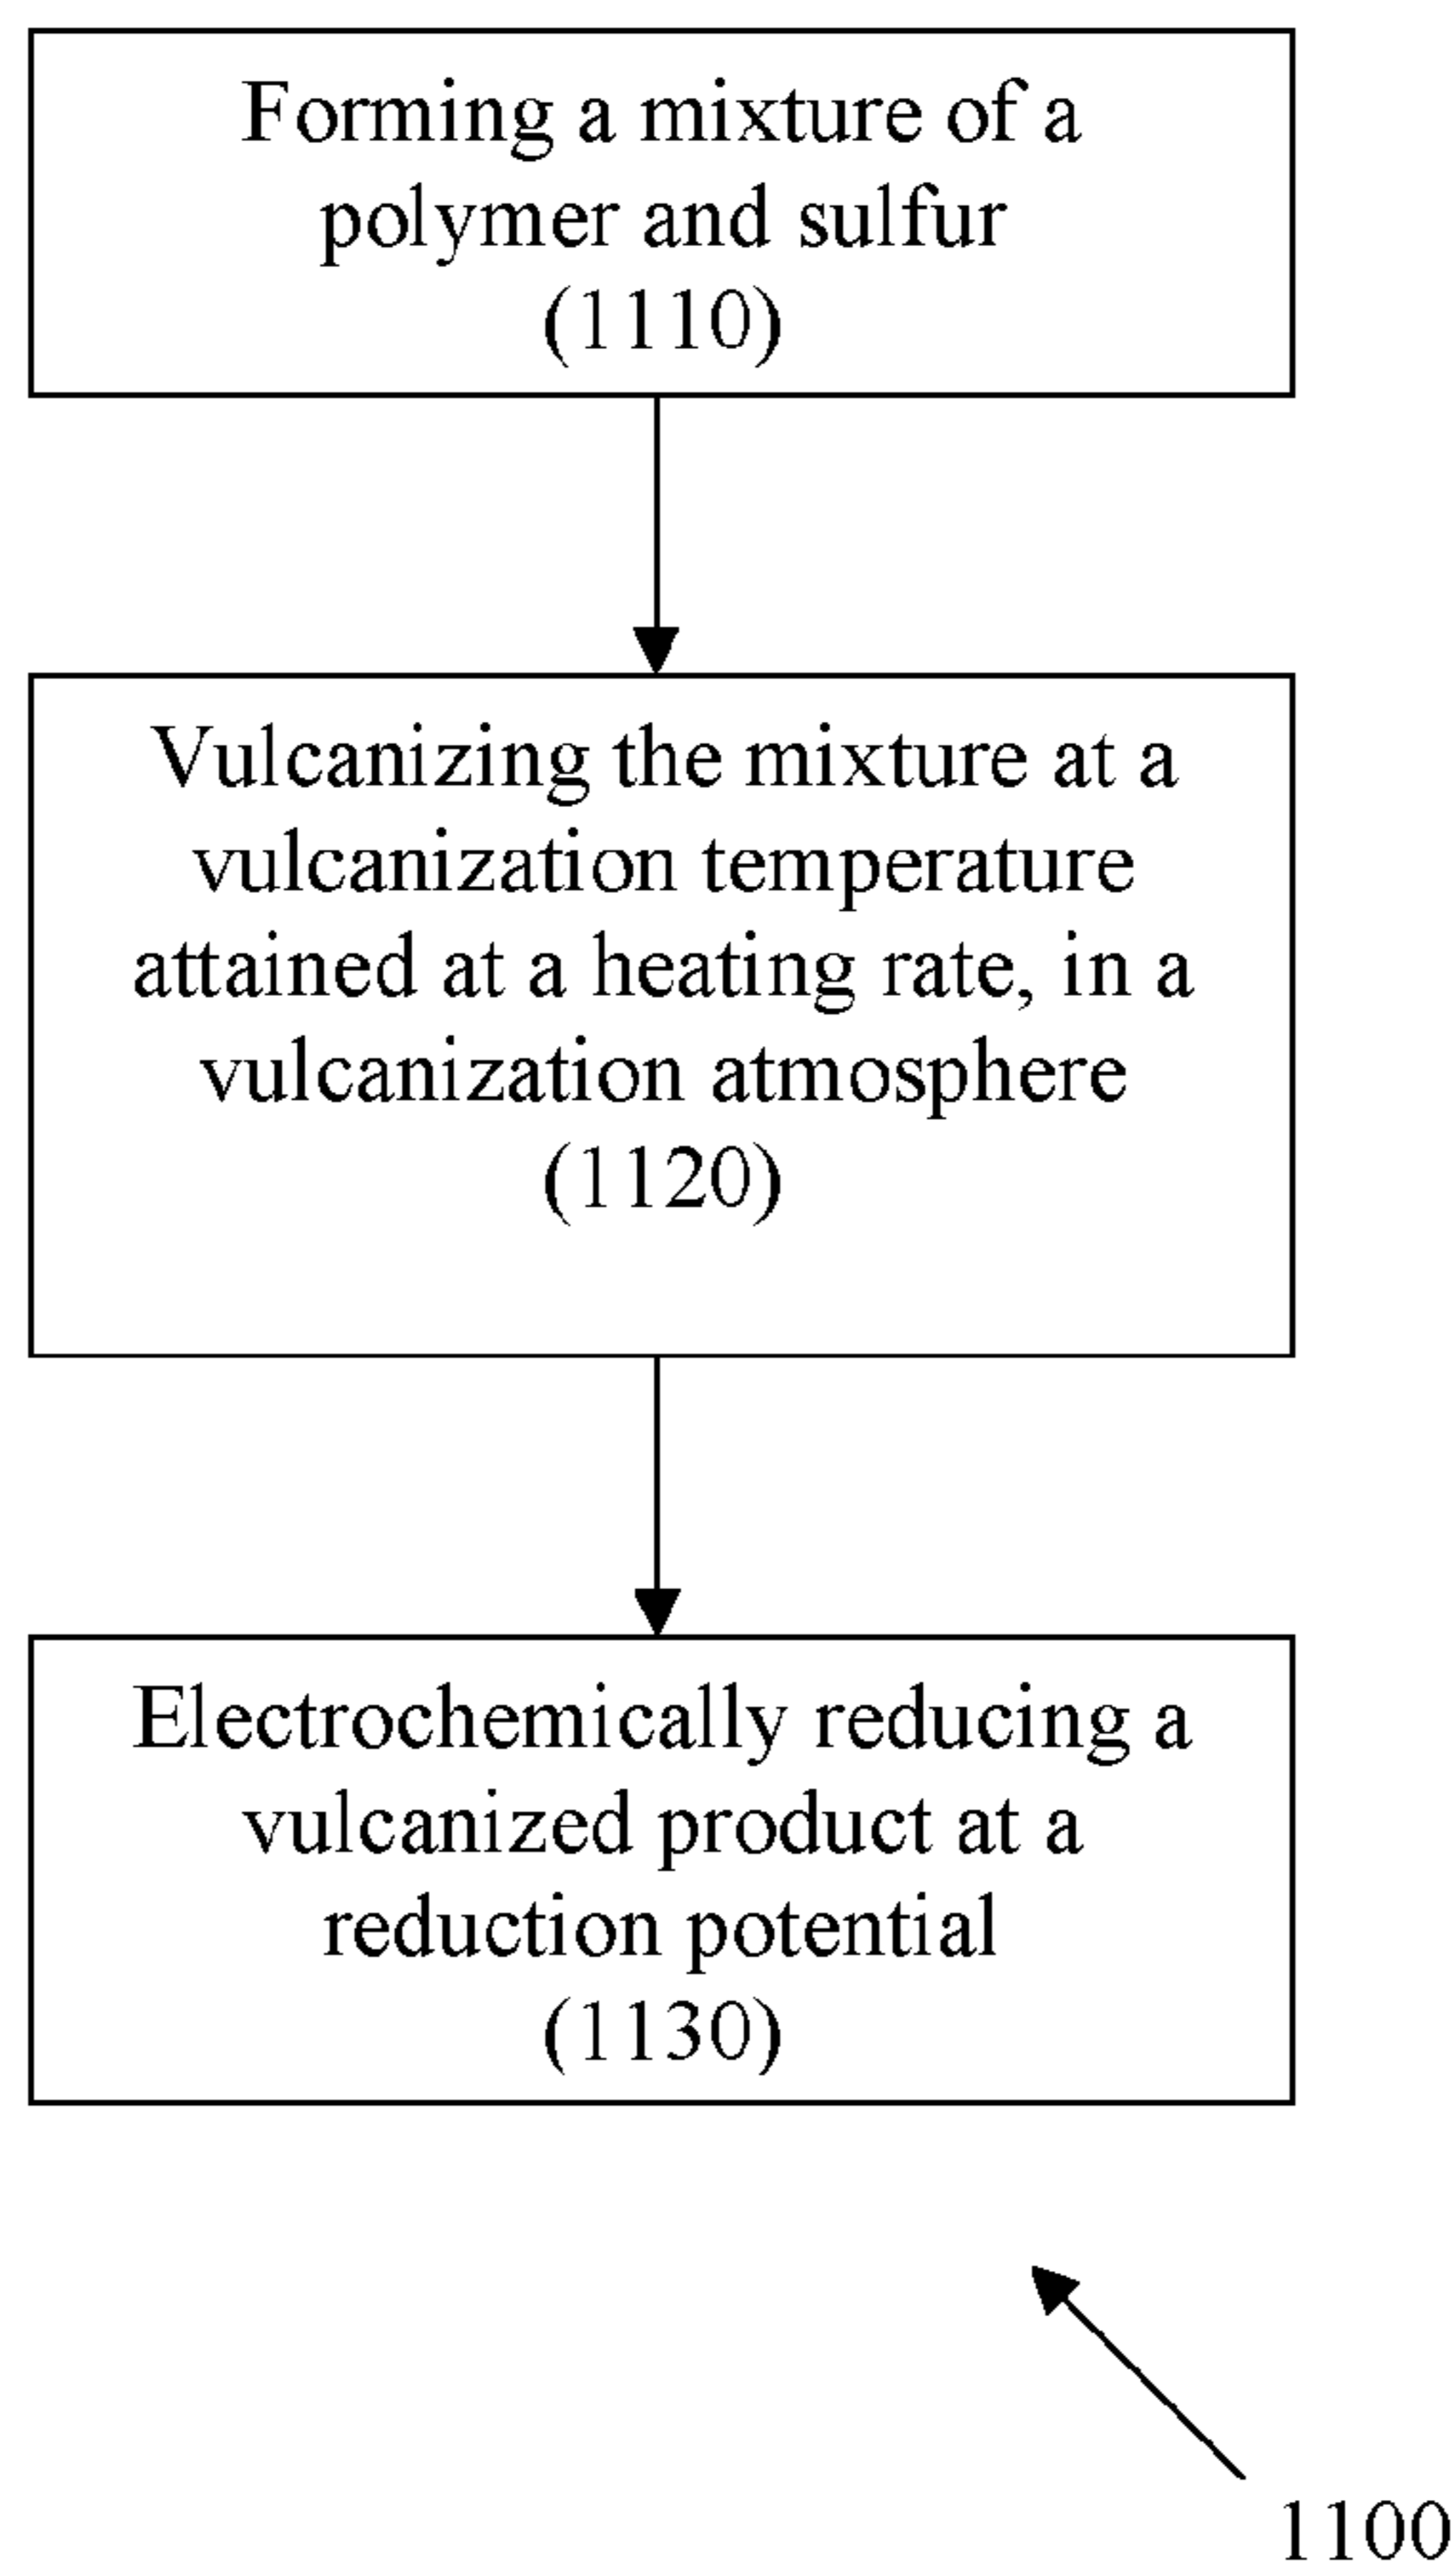 Forming a mixture of a
polymer and sulfur
(1110)
Vulcanizing the mixture at a
vulcanization temperature
attained at a heating rate, in a
vulcanization atmosphere
(1120)
Electrochemically reducing a
vulcanized product at a
reduction potential
(1130)
1100